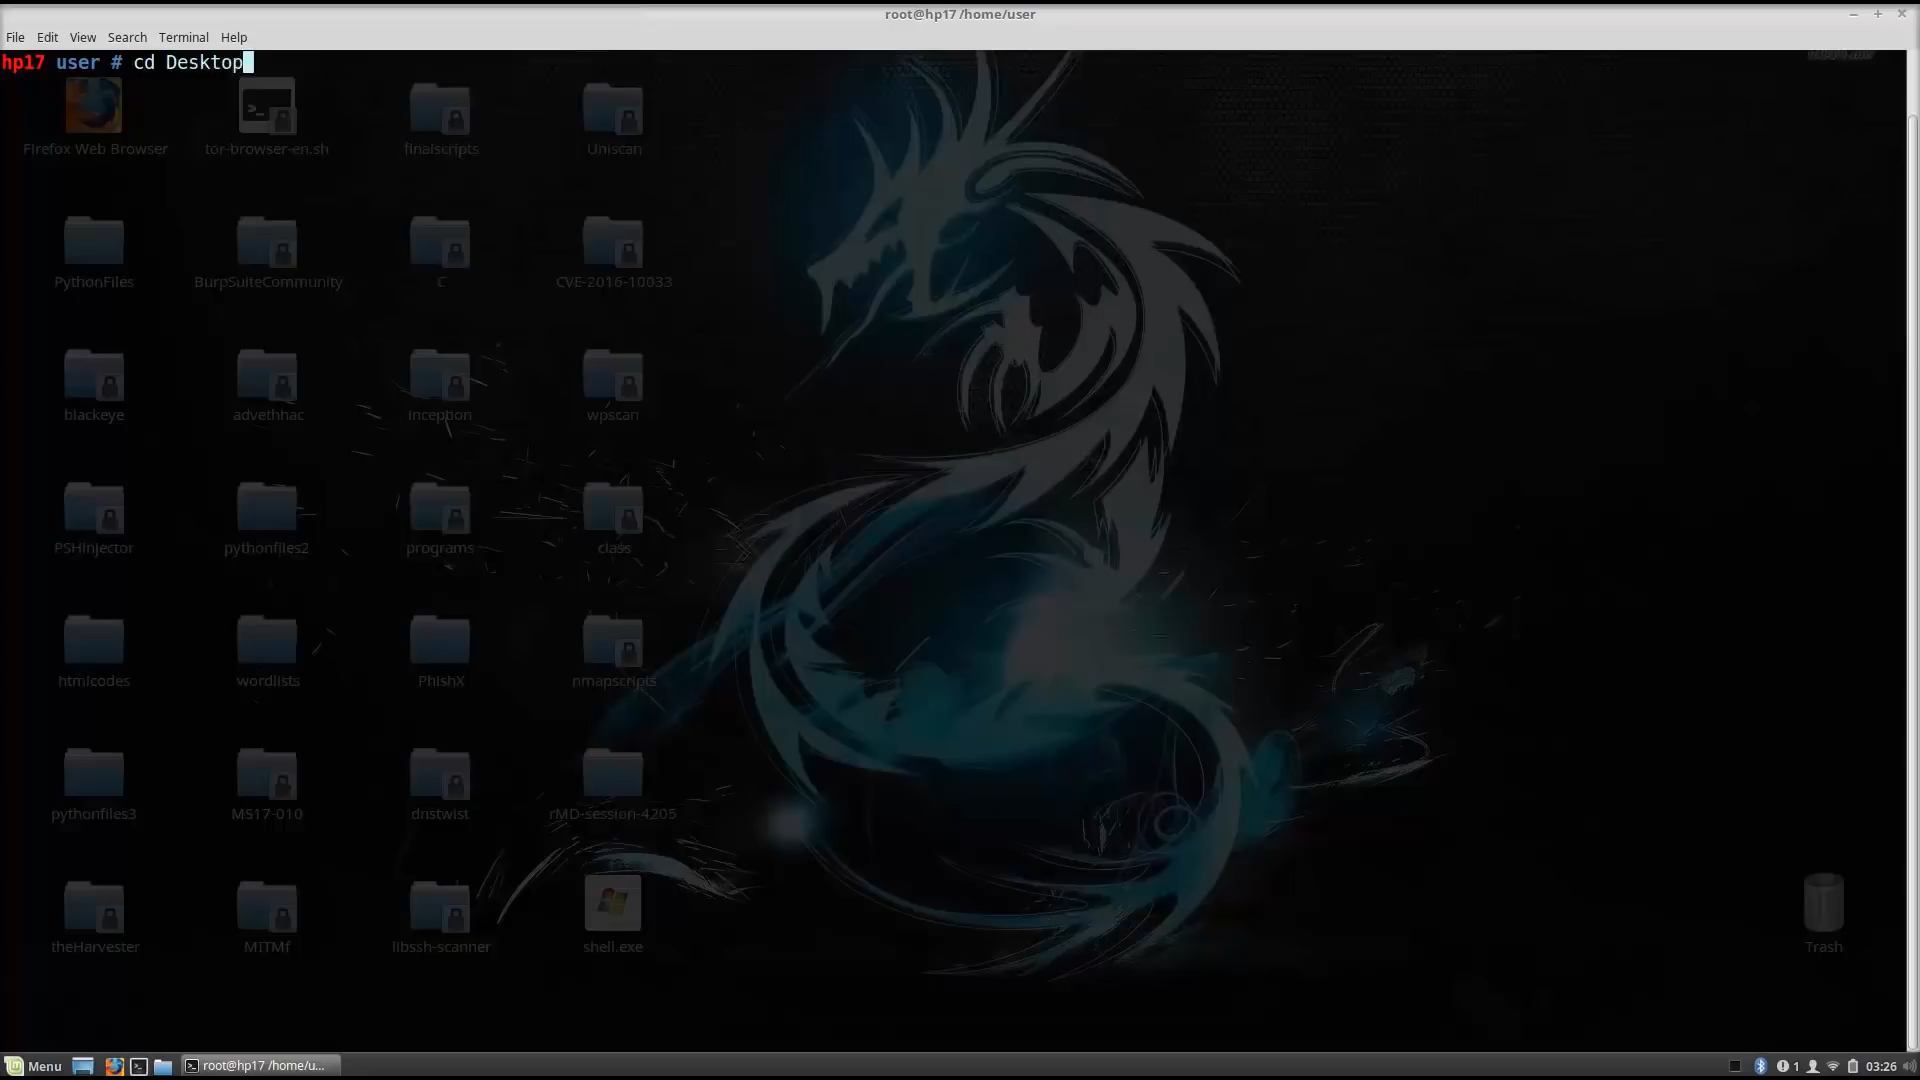 root@hp17 /home/user
File Edit View Search Terminal Help
hp17 user # cd Desktop
Firefox Web Browser
tor-browser-en.sh
finalscripts
Uniscan
PythonFiles
BurpSuiteCommunity
C
CVE-2016-10033
blackeye
advethhac
inception
wpscan
PSHInjector
pythonfiles2
programs
class
htmlcodes
wordlists
PhishX
nmapscripts
pythonfiles3
MS17-010
dnstwist
rMD-session-4205
theHarvester
MITMf
libssh-scanner
shell.exe
Trash
Menu
root@hp17 /home/u...
1
03:26